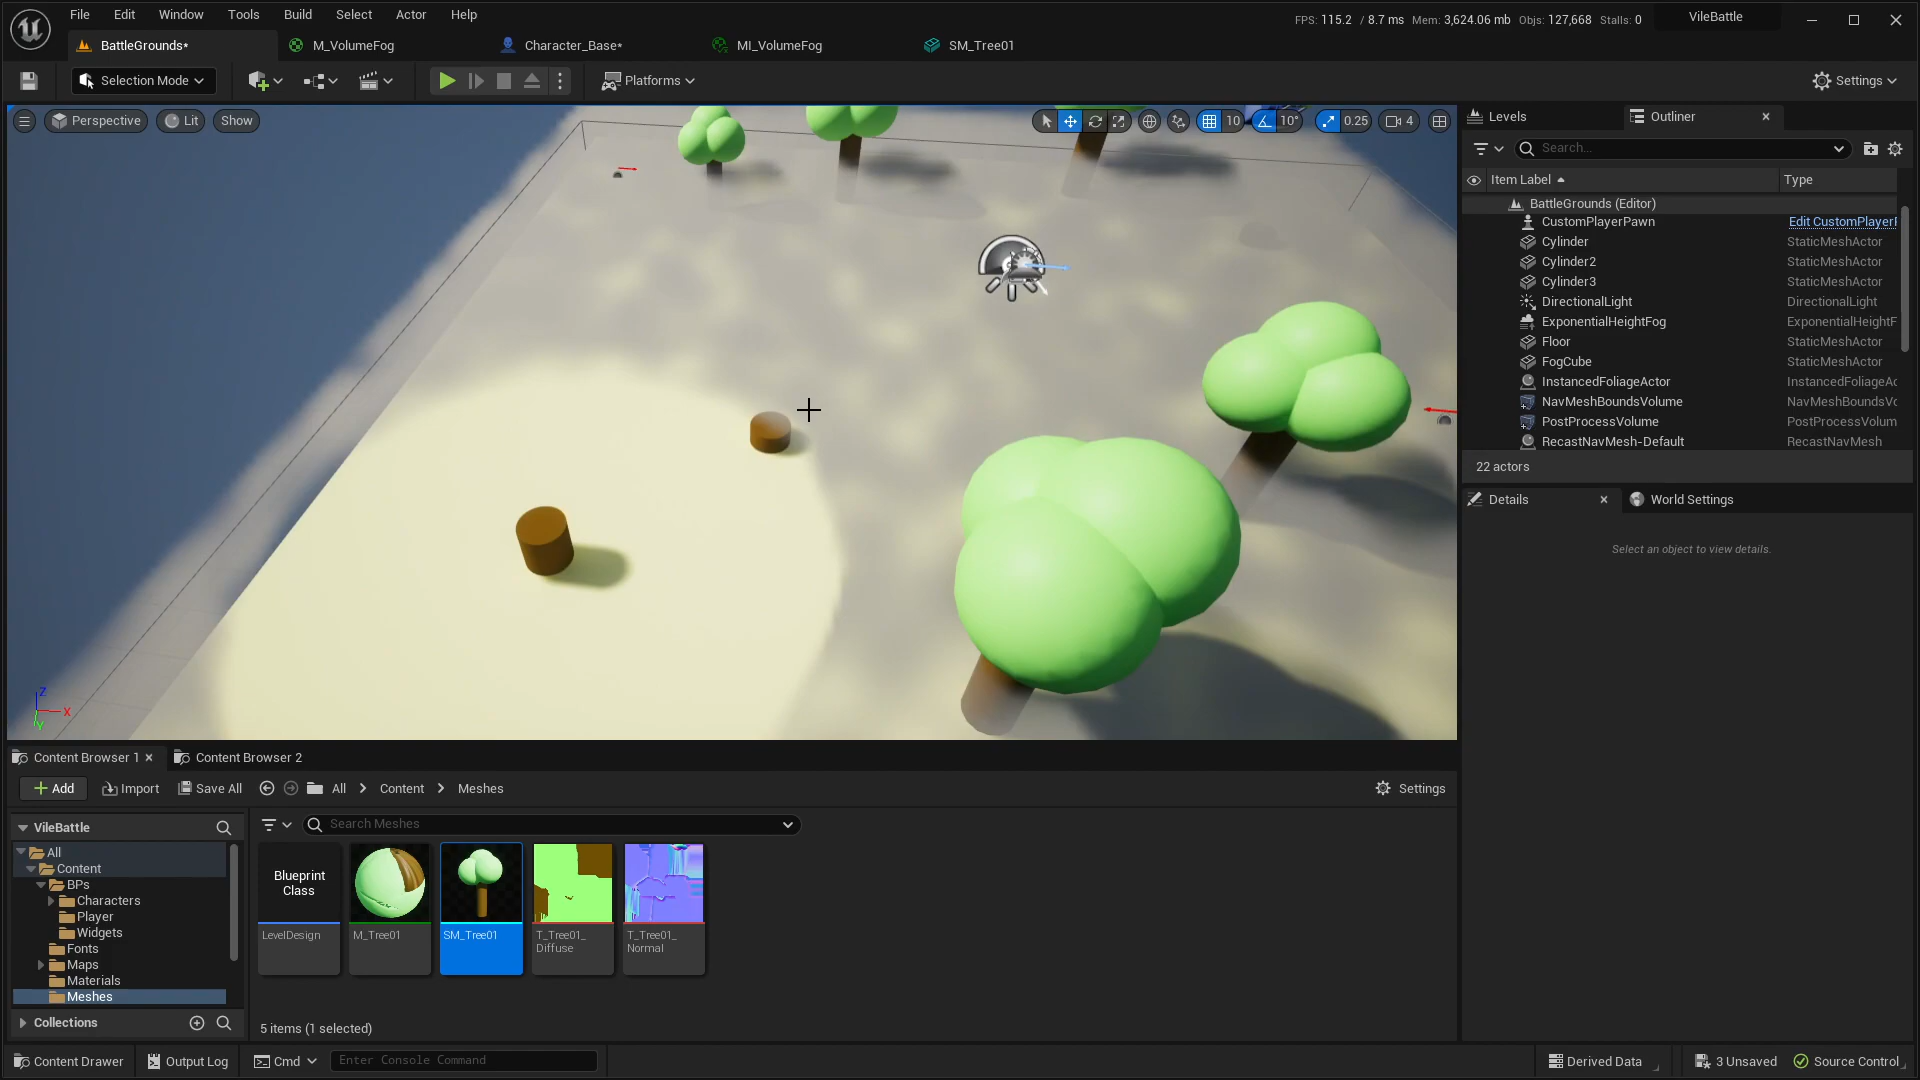 File Edit Window Tools Build Select Actor Help
FPS: 115.2 / 8.7 ms Mem: 3,624.06 mb Objs: 127,668 Stalls: 0
VileBattle
BattleGrounds*
M_VolumeFog
Character_Base*
MI_VolumeFog
SM_Tree01
Selection Mode
Platforms
Settings
Perspective
Lit
Show
10
10°
0.25
4
Levels
Outliner
Search...
Item Label
Type
BattleGrounds (Editor)
CustomPlayerPawn Edit CustomPlayerP
Cylinder StaticMeshActor
Cylinder2 StaticMeshActor
Cylinder3 StaticMeshActor
DirectionalLight DirectionalLight
ExponentialHeightFog ExponentialHeightF
Floor StaticMeshActor
FogCube StaticMeshActor
InstancedFoliageActor InstancedFoliageAc
NavMeshBoundsVolume NavMeshBoundsVo
PostProcessVolume PostProcessVolum
RecastNavMesh-Default RecastNavMesh
22 actors
Details
World Settings
Select an object to view details.
Z
X
Y
Content Browser 1
Content Browser 2
Add
Import
Save All
All
Content
Meshes
Settings
VileBattle
All
Content
BPs
Characters
Player
Widgets
Fonts
Maps
Materials
Meshes
Collections
Search Meshes
Blueprint
Class
LevelDesign
M_Tree01
SM_Tree01
T_Tree01_
Diffuse
T_Tree01_
Normal
5 items (1 selected)
Content Drawer
Output Log
Cmd
Enter Console Command
Derived Data
3 Unsaved
Source Control